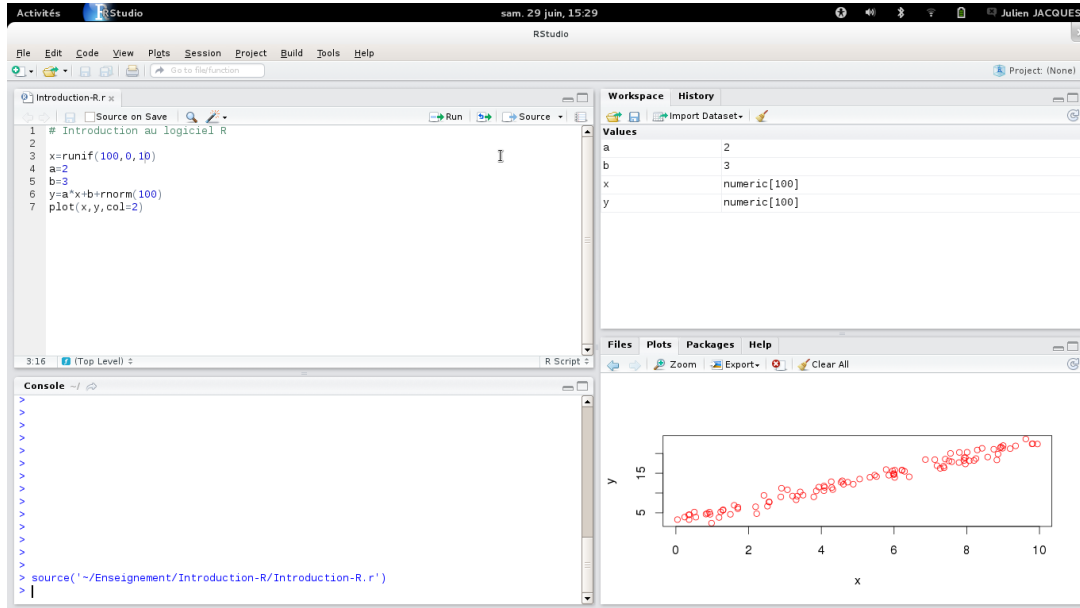 Activités RStudio sam. 29 juin, 15:29 Julien JACQUES
RStudio
File Edit Code View Plots Session Project Build Tools Help
Go to file/function Project: (None)
Introduction-R.r
Source on Save Run Source
1 # Introduction au logiciel R
2
3 x=runif(100,0,10)
4 a=2
5 b=3
6 y=a*x+b+rnorm(100)
7 plot(x,y,col=2)
3:16 (Top Level) R Script
Console ~/
>
>
>
>
>
>
>
>
>
>
>
>
>
>
> source('~/Enseignement/Introduction-R/Introduction-R.r')
>
Workspace History
Import Dataset
Values
a 2
b 3
x numeric[100]
y numeric[100]
Files Plots Packages Help
Zoom Export Clear All
y
15
5
0 2 4 6 8 10
x